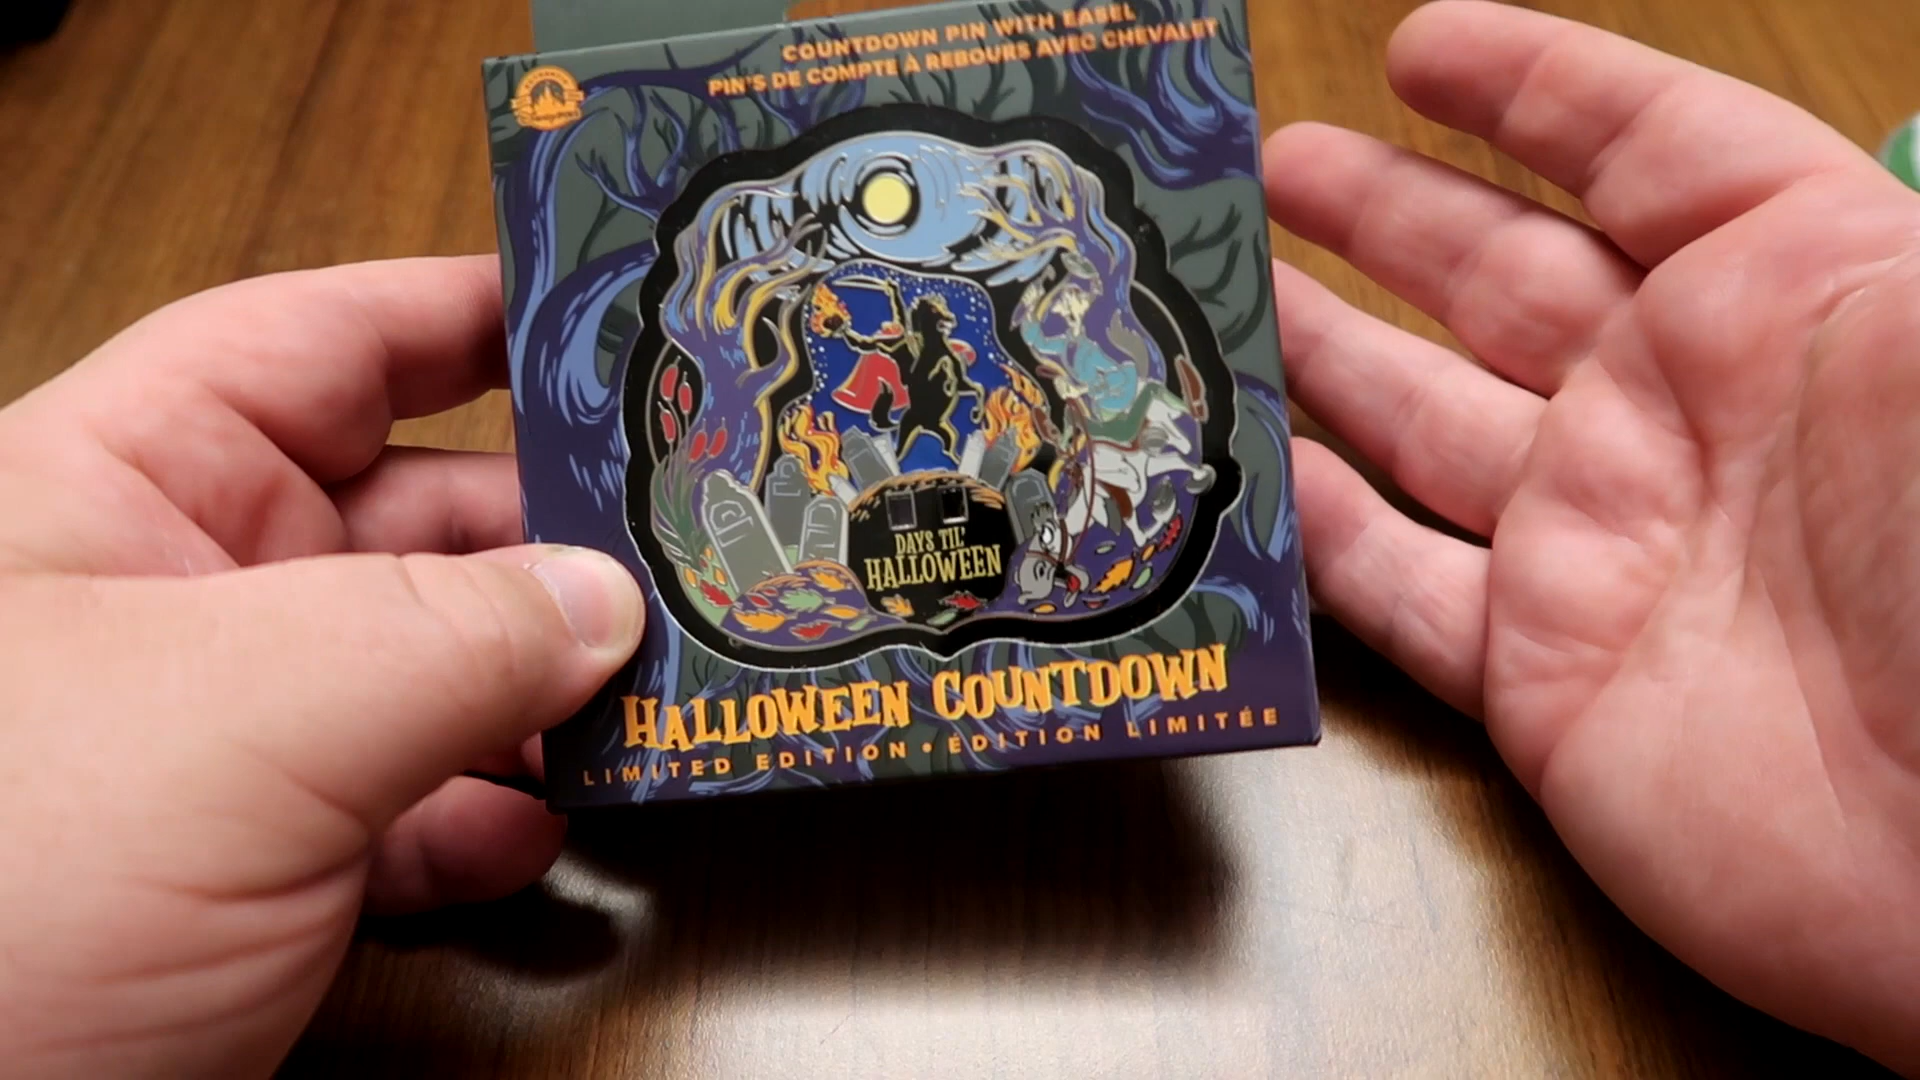 COUNTDOWN PIN WITH EASEL
PIN'S DE COMPTE À REBOURS AVEC CHEVALET
DAYS TIL'
HALLOWEEN
HALLOWEEN COUNTDOWN
LIMITED EDITION • ÉDITION LIMITÉE